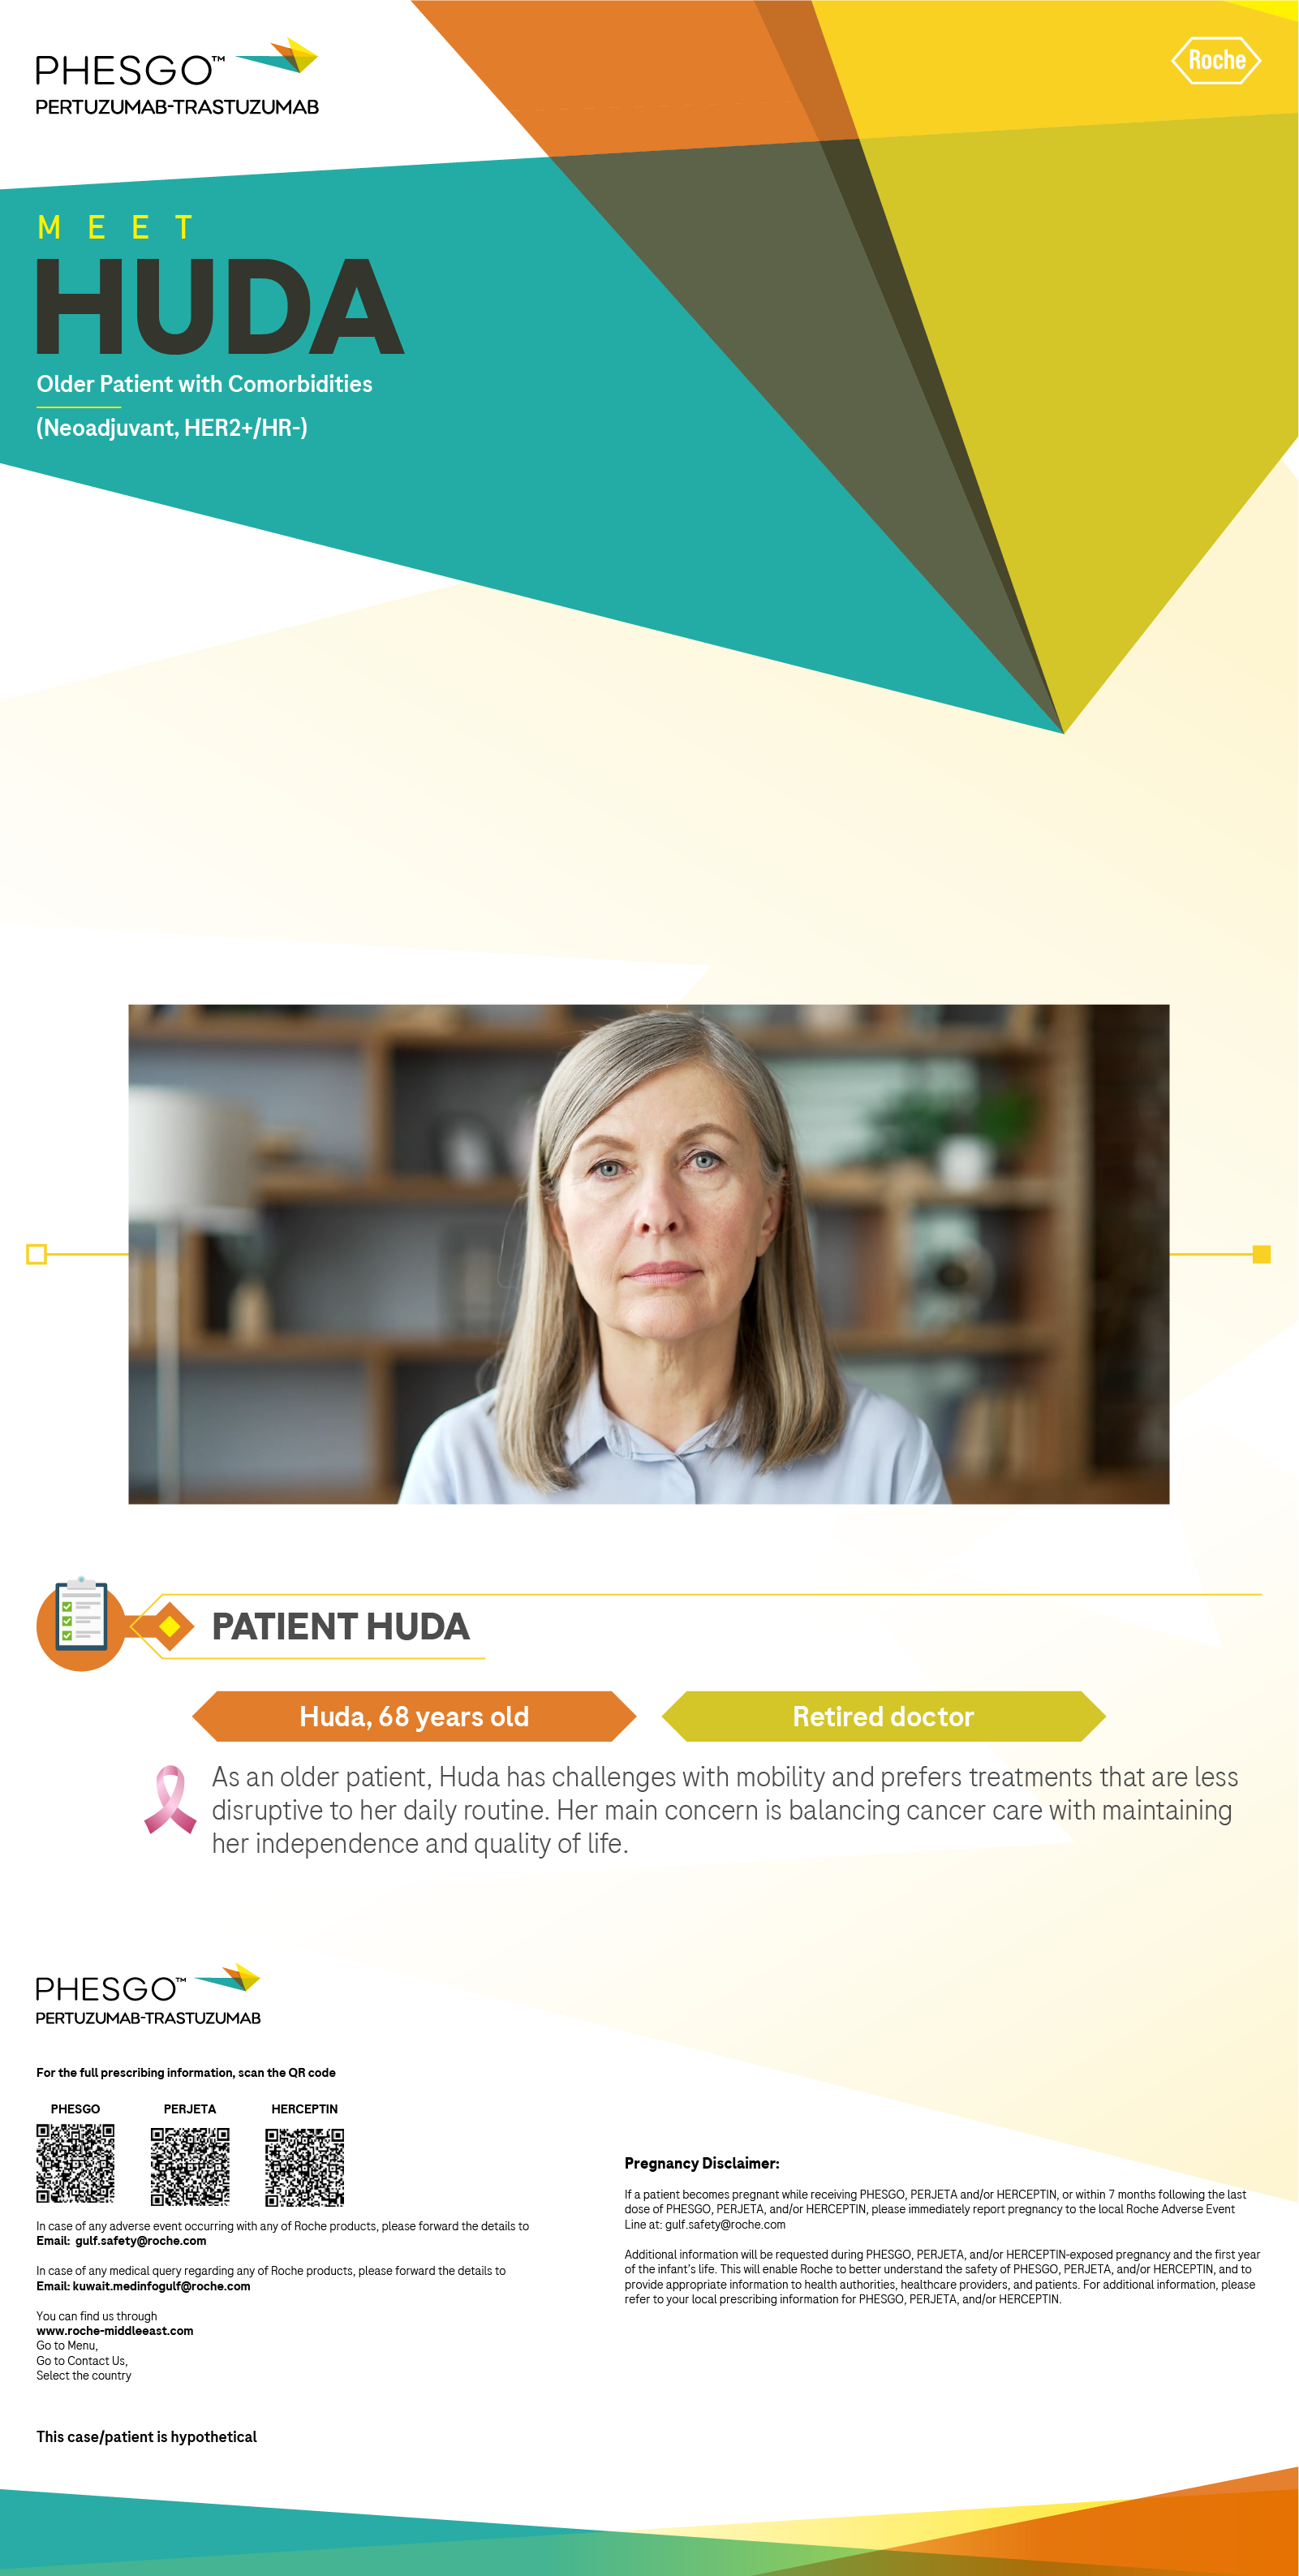 PHESGO™
PERTUZUMAB-TRASTUZUMAB
Roche
MEET
HUDA
Older Patient with Comorbidities
(Neoadjuvant, HER2+/HR-)
PATIENT HUDA
Huda, 68 years old
Retired doctor
As an older patient, Huda has challenges with mobility and prefers treatments that are less
disruptive to her daily routine. Her main concern is balancing cancer care with maintaining
her independence and quality of life.
PHESGO™
PERTUZUMAB-TRASTUZUMAB
For the full prescribing information, scan the QR code
PHESGO PERJETA HERCEPTIN
In case of any adverse event occurring with any of Roche products, please forward the details to
Email: gulf.safety@roche.com
In case of any medical query regarding any of Roche products, please forward the details to
Email: kuwait.medinfogulf@roche.com
You can find us through
www.roche-middleeast.com
Go to Menu,
Go to Contact Us,
Select the country
This case/patient is hypothetical
Pregnancy Disclaimer:
If a patient becomes pregnant while receiving PHESGO, PERJETA and/or HERCEPTIN, or within 7 months following the last
dose of PHESGO, PERJETA, and/or HERCEPTIN, please immediately report pregnancy to the local Roche Adverse Event
Line at: gulf.safety@roche.com
Additional information will be requested during PHESGO, PERJETA, and/or HERCEPTIN-exposed pregnancy and the first year
of the infant's life. This will enable Roche to better understand the safety of PHESGO, PERJETA, and/or HERCEPTIN, and to
provide appropriate information to health authorities, healthcare providers, and patients. For additional information, please
refer to your local prescribing information for PHESGO, PERJETA, and/or HERCEPTIN.